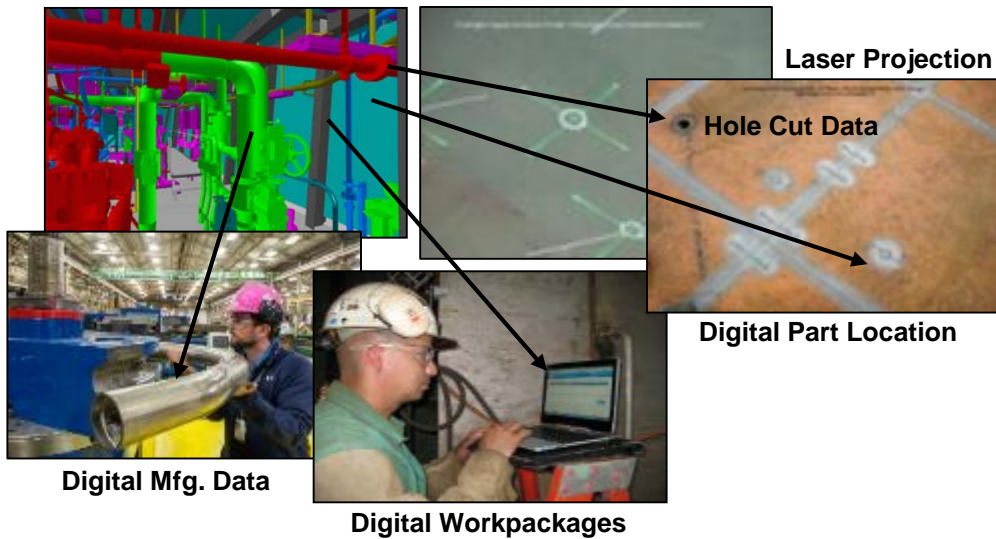 Laser Projection
Hole Cut Data
Digital Part Location
Digital Mfg. Data
Digital Workpackages